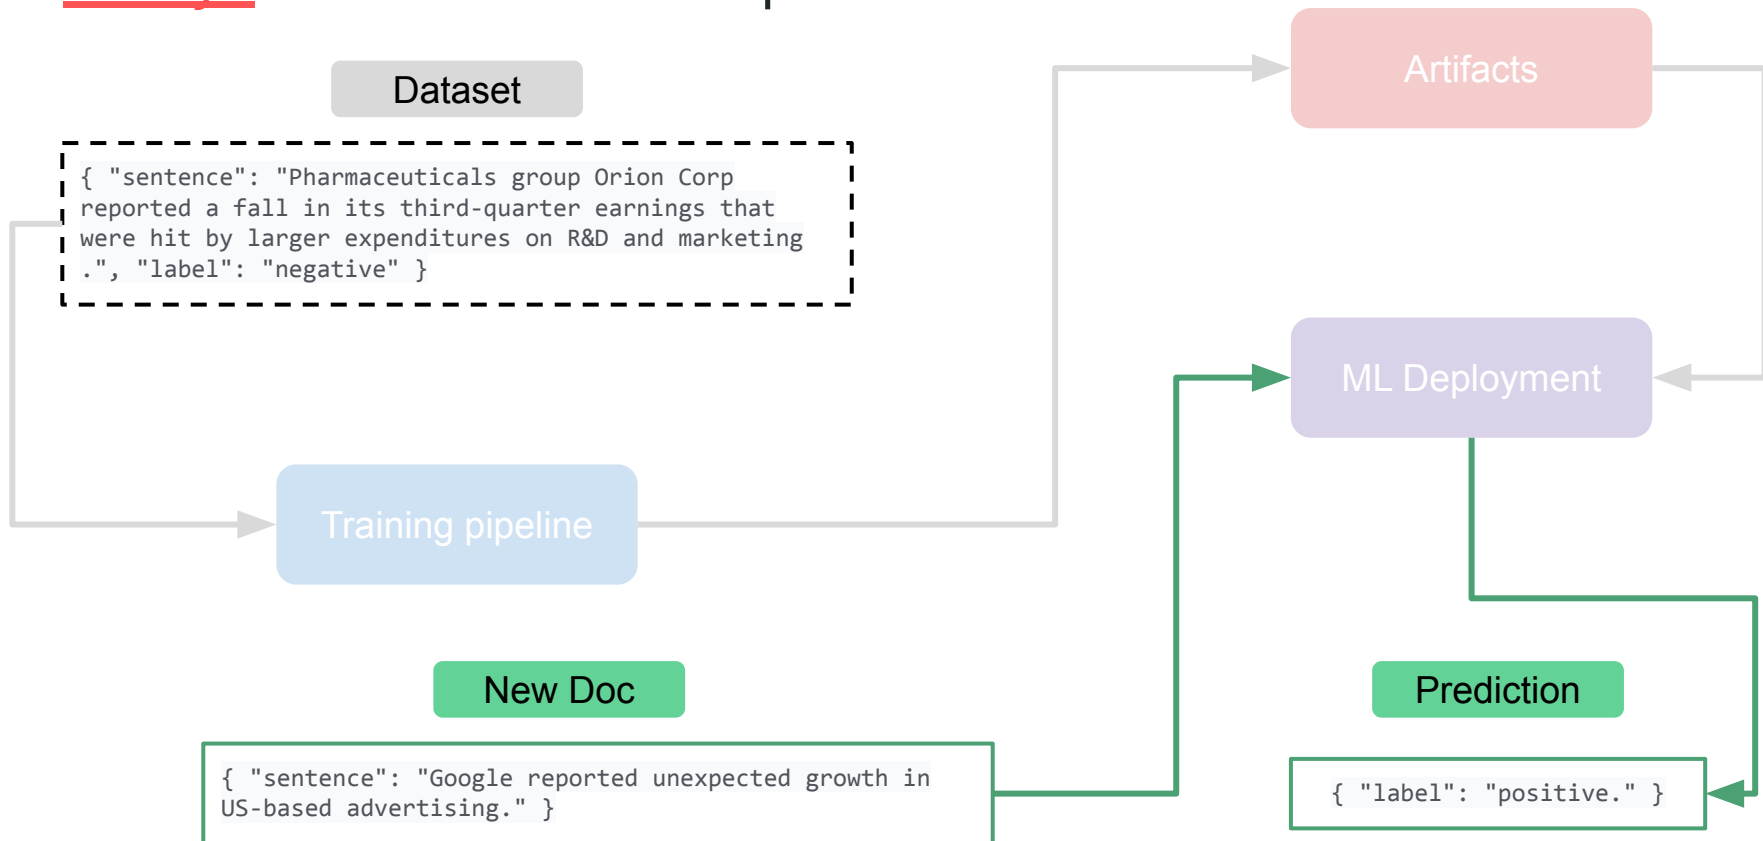 Dataset
{ "sentence": "Pharmaceuticals group Orion Corp
reported a fall in its third-quarter earnings that
were hit by larger expenditures on R&D and marketing
.", "label": "negative" }
Artifacts
ML Deployment
Training pipeline
New Doc
{ "sentence": "Google reported unexpected growth in
US-based advertising." }
Prediction
{ "label": "positive." }